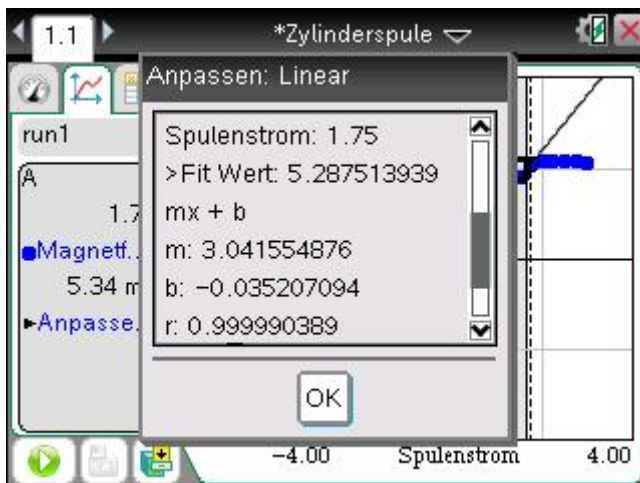 1.1 *Zylinderspule
Anpassen: Linear
run1
A
1.7
Magnetf..
5.34 m
Anpasse.
Spulenstrom: 1.75
>Fit Wert: 5.287513939
mx + b
m: 3.041554876
b: -0.035207094
r: 0.999990389
OK
-4.00 Spulenstrom 4.00